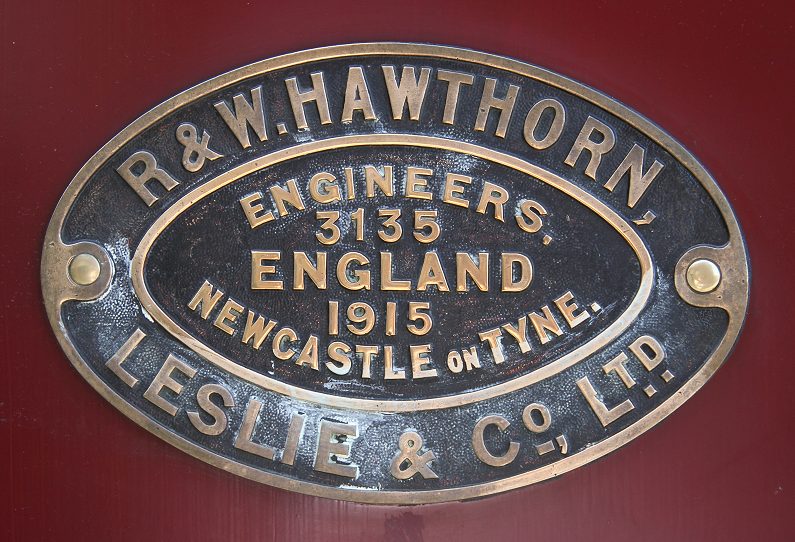 R & W. HAWTHORN,
ENGINEERS,
3135
ENGLAND
1915
NEWCASTLE ON TYNE.
LESLIE & Co, LTD.